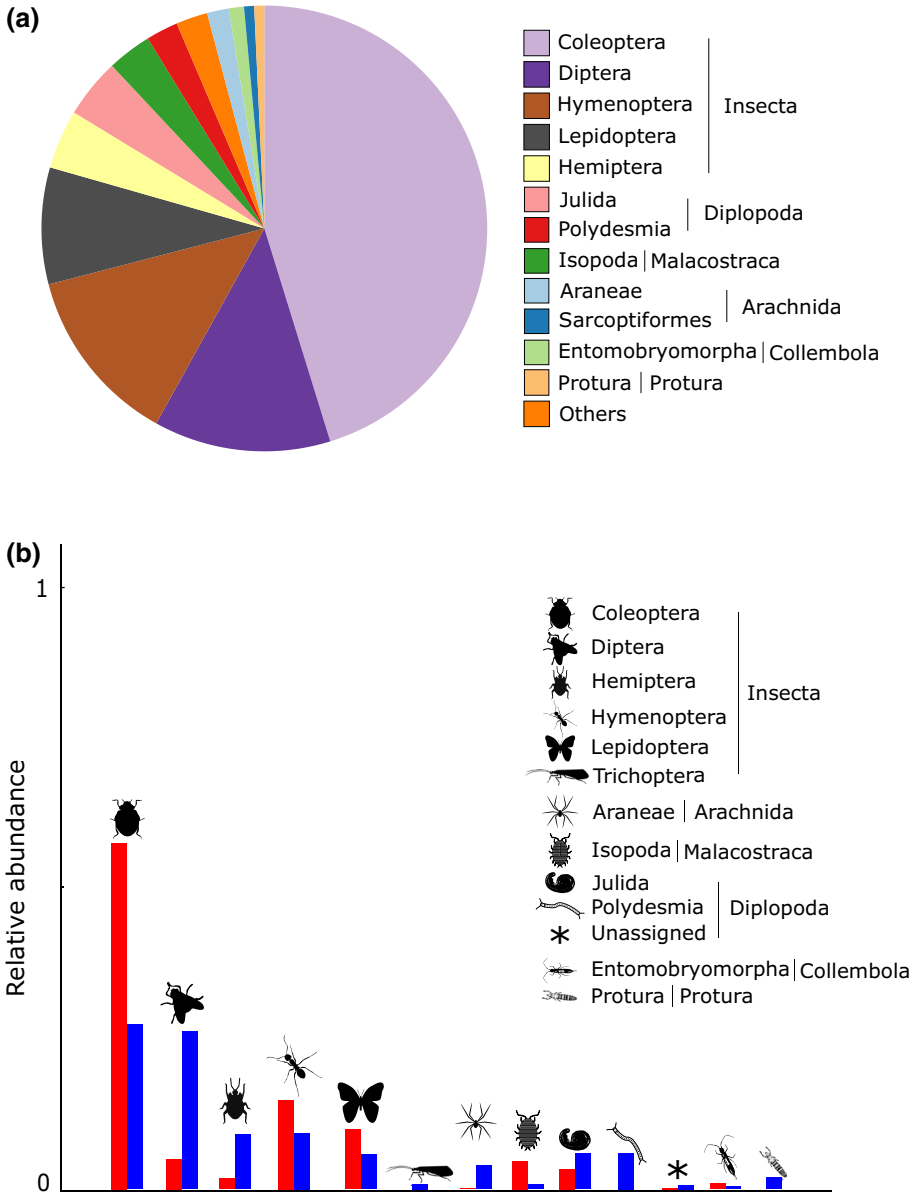 (a)
Coleoptera
Diptera
Hymenoptera
Lepidoptera
Hemiptera
Insecta
Julida
Polydesmia
Diplopoda
Isopoda | Malacostraca
Araneae
Sarcoptiformes
Arachnida
Entomobryomorpha | Collembola
Protura | Protura
Others
(b)
1
0
Relative abundance
Coleoptera
Diptera
Hemiptera
Hymenoptera
Lepidoptera
Trichoptera
Insecta
Araneae | Arachnida
Isopoda | Malacostraca
Julida
Polydesmia
* Unassigned
Diplopoda
Entomobryomorpha | Collembola
Protura | Protura
*